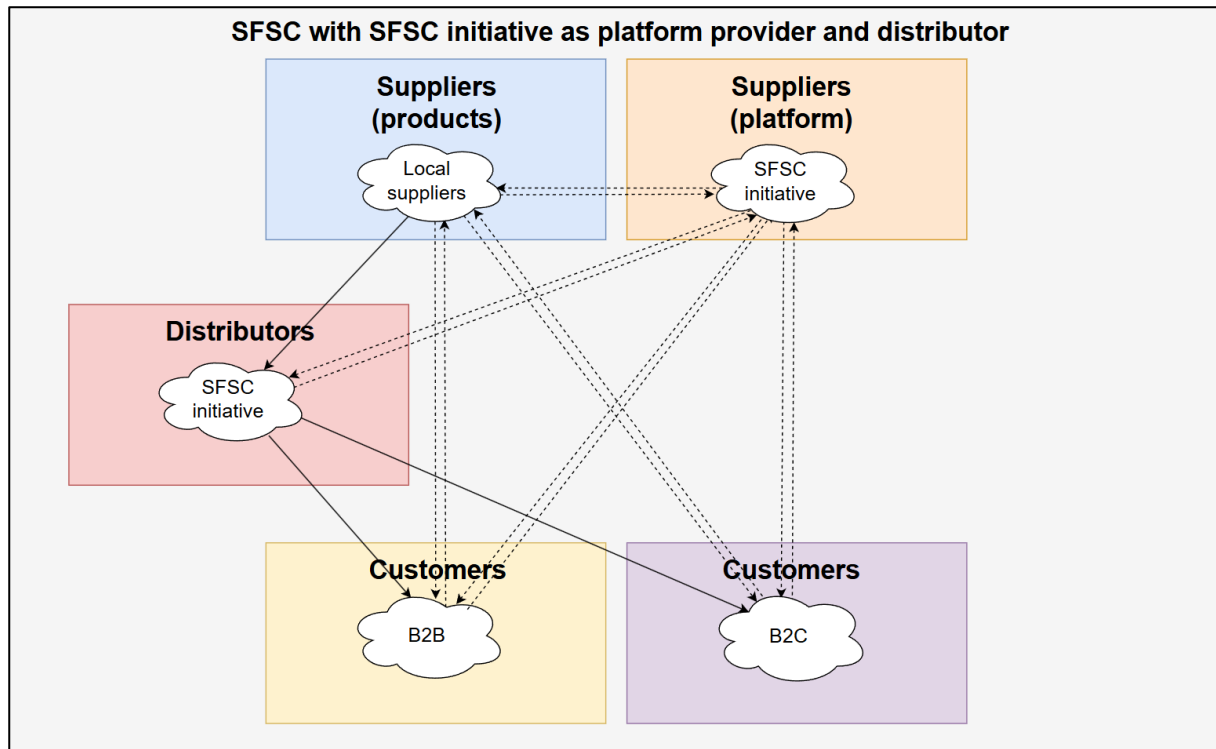 SFSC with SFSC initiative as platform provider and distributor
Suppliers
(products)
Local
suppliers
Suppliers
(platform)
SFSC
initiative
Distributors
SFSC
initiative
Customers
B2B
Customers
B2C